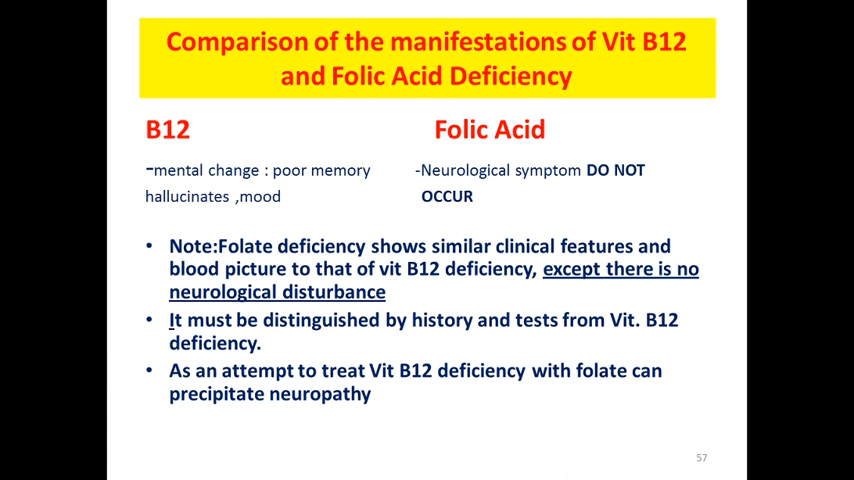 Comparison of the manifestations of Vit B12
and Folic Acid Deficiency
B12
Folic Acid
-mental change : poor memory
hallucinates ,mood
-Neurological symptom DO NOT
OCCUR
• Note:Folate deficiency shows similar clinical features and
blood picture to that of vit B12 deficiency, except there is no
neurological disturbance
• It must be distinguished by history and tests from Vit. B12
deficiency.
• As an attempt to treat Vit B12 deficiency with folate can
precipitate neuropathy
57